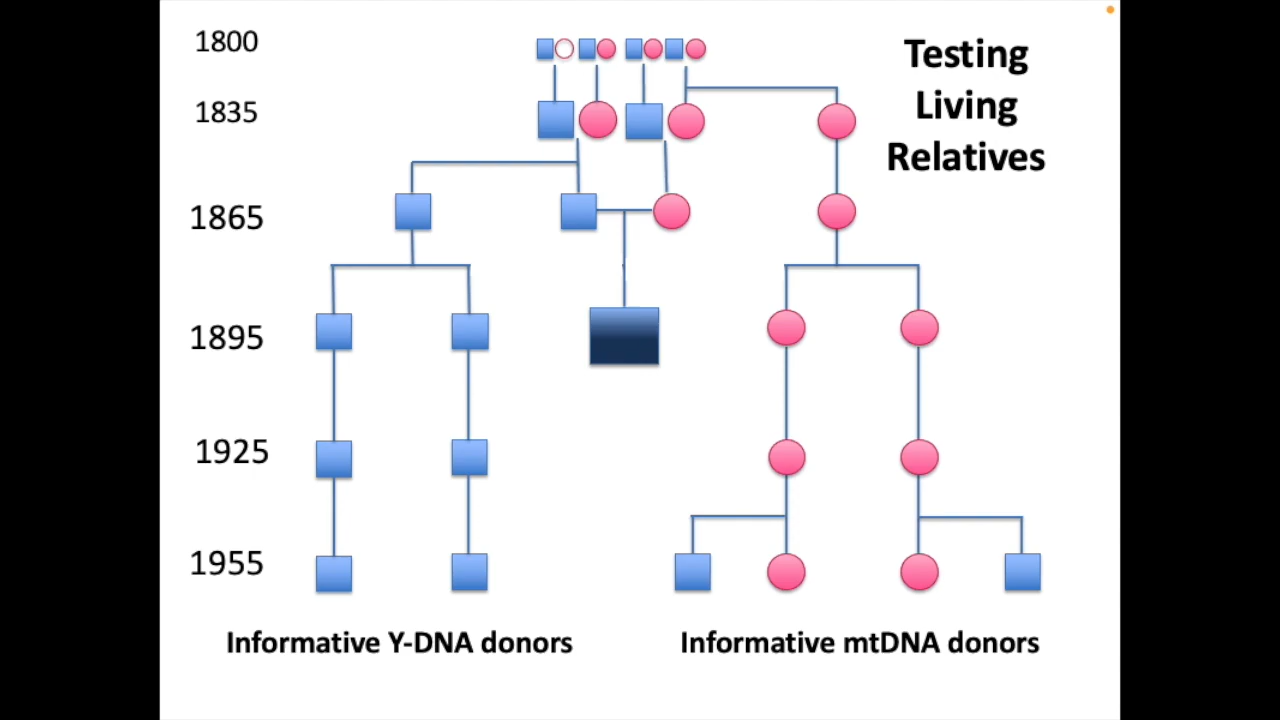 1800
Testing
Living
Relatives
1835
1865
1895
1925
1955
Informative Y-DNA donors
Informative mtDNA donors